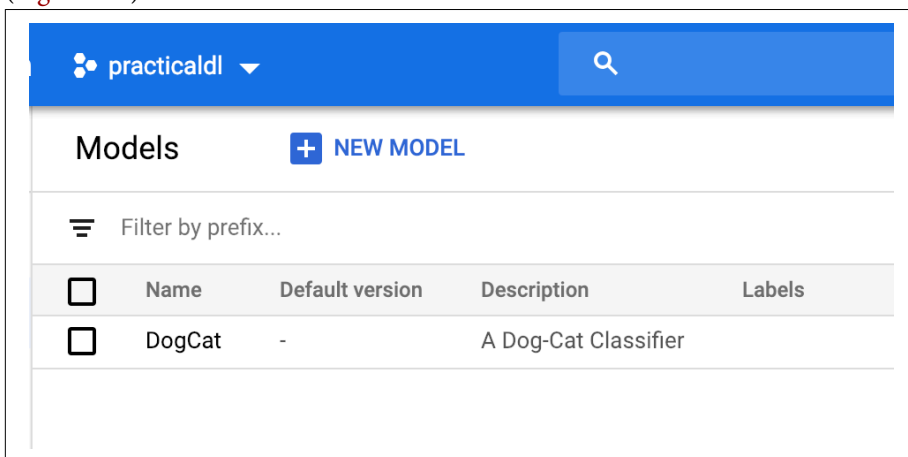 practicaldl
Models NEW MODEL
Filter by prefix...
Name Default version Description Labels
DogCat - A Dog-Cat Classifier